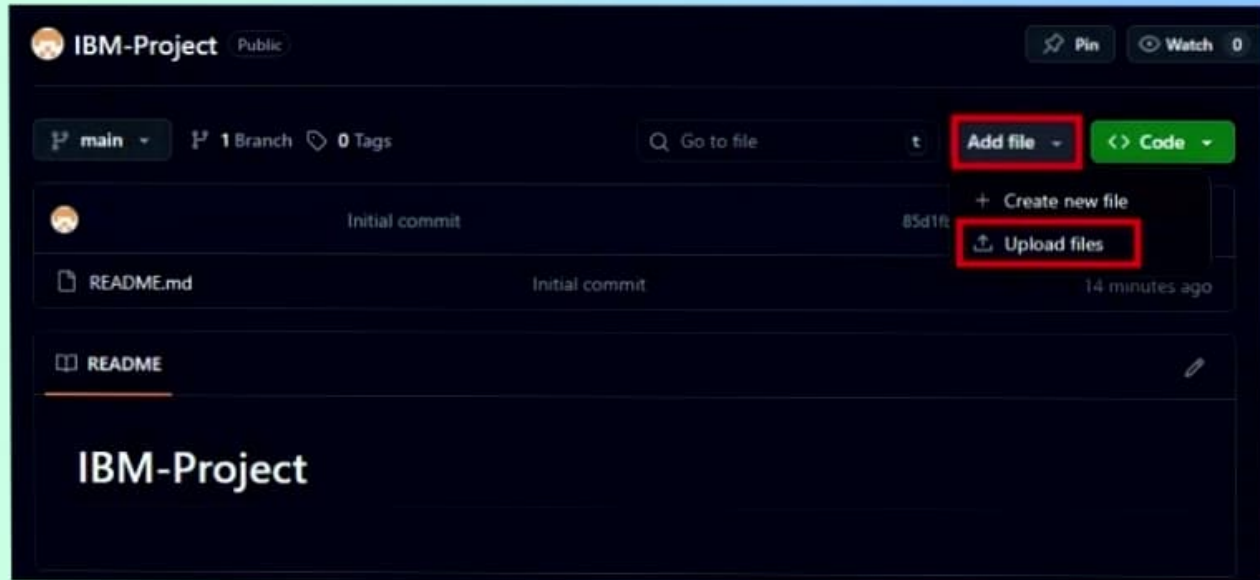 IBM-Project Public Pin Watch 0
main 1 Branch 0 Tags Go to file t Add file Code
Initial commit 85d1f
Create new file
Upload files
README.md Initial commit 14 minutes ago
README
IBM-Project